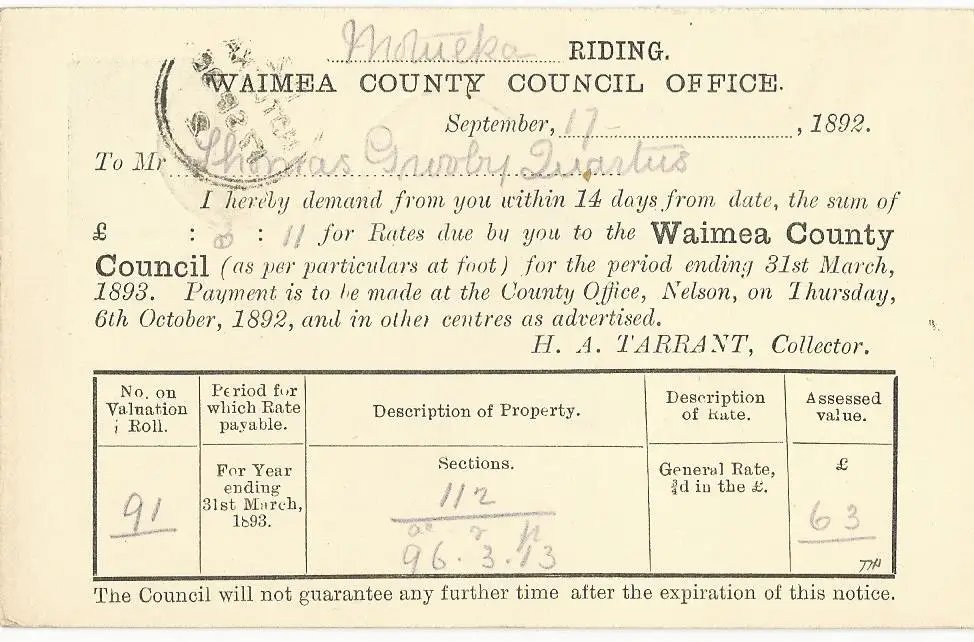 Motueka RIDING.
WAIMEA COUNTY COUNCIL OFFICE.
September, 17 , 1892.
To Mr Thomas Grooby Quartus
I hereby demand from you within 14 days from date, the sum of
£ : 3 : 11 for Rates due by you to the Waimea County
Council (as per particulars at foot) for the period ending 31st March,
1893. Payment is to be made at the County Office, Nelson, on Thursday,
6th October, 1892, and in other centres as advertised.
H. A. TARRANT, Collector.
No. on Valuation Roll.
Period for which Rate payable.
Description of Property.
Description of Rate.
Assessed value.
91
For Year ending 31st March, 1893.
Sections.
112
a r p
96 . 3 . 13
General Rate, ¾d in the £.
£
63
The Council will not guarantee any further time after the expiration of this notice.